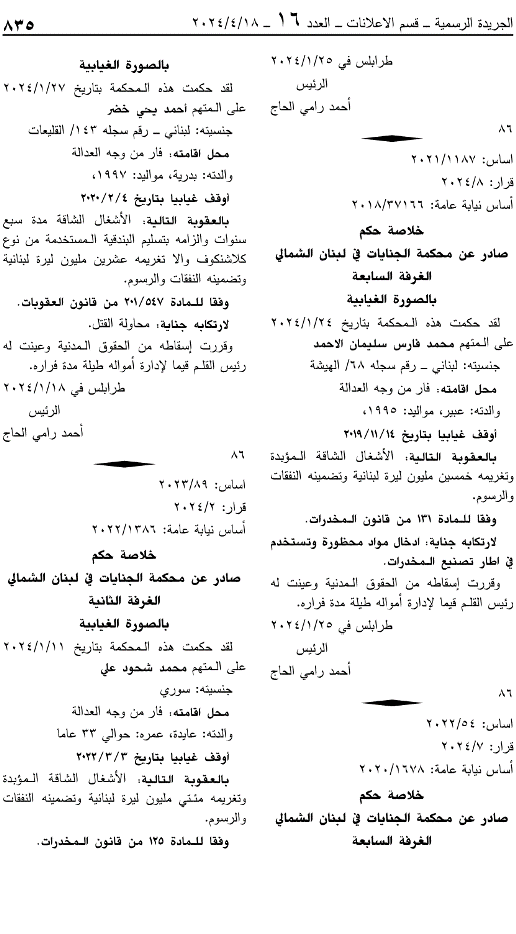 الجريدة الرسمية ــ قسم الاعلانات ــ العدد ١٦ ــ ٢٠٢٤/٤/١٨
٨٣٥
طرابلس في ٢٠٢٤/١/٢٥
الرئيس
أحمد رامي الحاج
٨٦
اساس: ٢٠٢١/١١٨٧
قرار: ٢٠٢٤/٨
أساس نيابة عامة: ٢٠١٨/٣٧١٦٦
خلاصة حكم
صادر عن محكمة الجنايات في لبنان الشمالي
الغرفة السابعة
بالصورة الغيابية
لقد حكمت هذه المحكمة بتاريخ ٢٠٢٤/١/٢٤
على المتهم محمد فارس سليمان الاحمد
جنسيته: لبناني ــ رقم سجله ٦٨/ الهيشة
محل اقامته: فار من وجه العدالة
والدته: عبير، مواليد: ١٩٩٥،
أوقف غيابيا بتاريخ ٢٠١٩/١١/١٤
بالعقوبة التالية: الأشغال الشاقة المؤبدة
وتغريمه خمسين مليون ليرة لبنانية وتضمينه النفقات
والرسوم.
وفقا للمادة ١٣١ من قانون المخدرات.
لارتكابه جناية: ادخال مواد محظورة وتستخدم
في اطار تصنيع المخدرات.
وقررت إسقاطه من الحقوق المدنية وعينت له
رئيس القلم قيما لإدارة أمواله طيلة مدة فراره.
طرابلس في ٢٠٢٤/١/٢٥
الرئيس
أحمد رامي الحاج
٨٦
اساس: ٢٠٢٢/٥٤
قرار: ٢٠٢٤/٧
أساس نيابة عامة: ٢٠٢٠/١٦٧٨
خلاصة حكم
صادر عن محكمة الجنايات في لبنان الشمالي
الغرفة السابعة
بالصورة الغيابية
لقد حكمت هذه المحكمة بتاريخ ٢٠٢٤/١/٢٧
على المتهم احمد يحي خضر
جنسيته: لبناني ــ رقم سجله ١٤٣/ القليعات
محل اقامته: فار من وجه العدالة
والدته: بدرية، مواليد: ١٩٩٧،
أوقف غيابيا بتاريخ ٢٠٢٠/٢/٤
بالعقوبة التالية: الأشغال الشاقة مدة سبع
سنوات والزامه بتسليم البندقية المستخدمة من نوع
كلاشنكوف والا تغريمه عشرين مليون ليرة لبنانية
وتضمينه النفقات والرسوم.
وفقا للمادة ٢٠١/٥٤٧ من قانون العقوبات.
لارتكابه جناية: محاولة القتل.
وقررت إسقاطه من الحقوق المدنية وعينت له
رئيس القلم قيما لإدارة أمواله طيلة مدة فراره.
طرابلس في ٢٠٢٤/١/١٨
الرئيس
أحمد رامي الحاج
٨٦
اساس: ٢٠٢٣/٨٩
قرار: ٢٠٢٤/٢
أساس نيابة عامة: ٢٠٢٢/١٣٨٦
خلاصة حكم
صادر عن محكمة الجنايات في لبنان الشمالي
الغرفة الثانية
بالصورة الغيابية
لقد حكمت هذه المحكمة بتاريخ ٢٠٢٤/١/١١
على المتهم محمد شحود علي
جنسيته: سوري
محل اقامته: فار من وجه العدالة
والدته: عايدة، عمره: حوالي ٣٣ عاما
أوقف غيابيا بتاريخ ٢٠٢٢/٣/٣
بالعقوبة التالية: الأشغال الشاقة المؤبدة
وتغريمه مئتي مليون ليرة لبنانية وتضمينه النفقات
والرسوم.
وفقا للمادة ١٢٥ من قانون المخدرات.